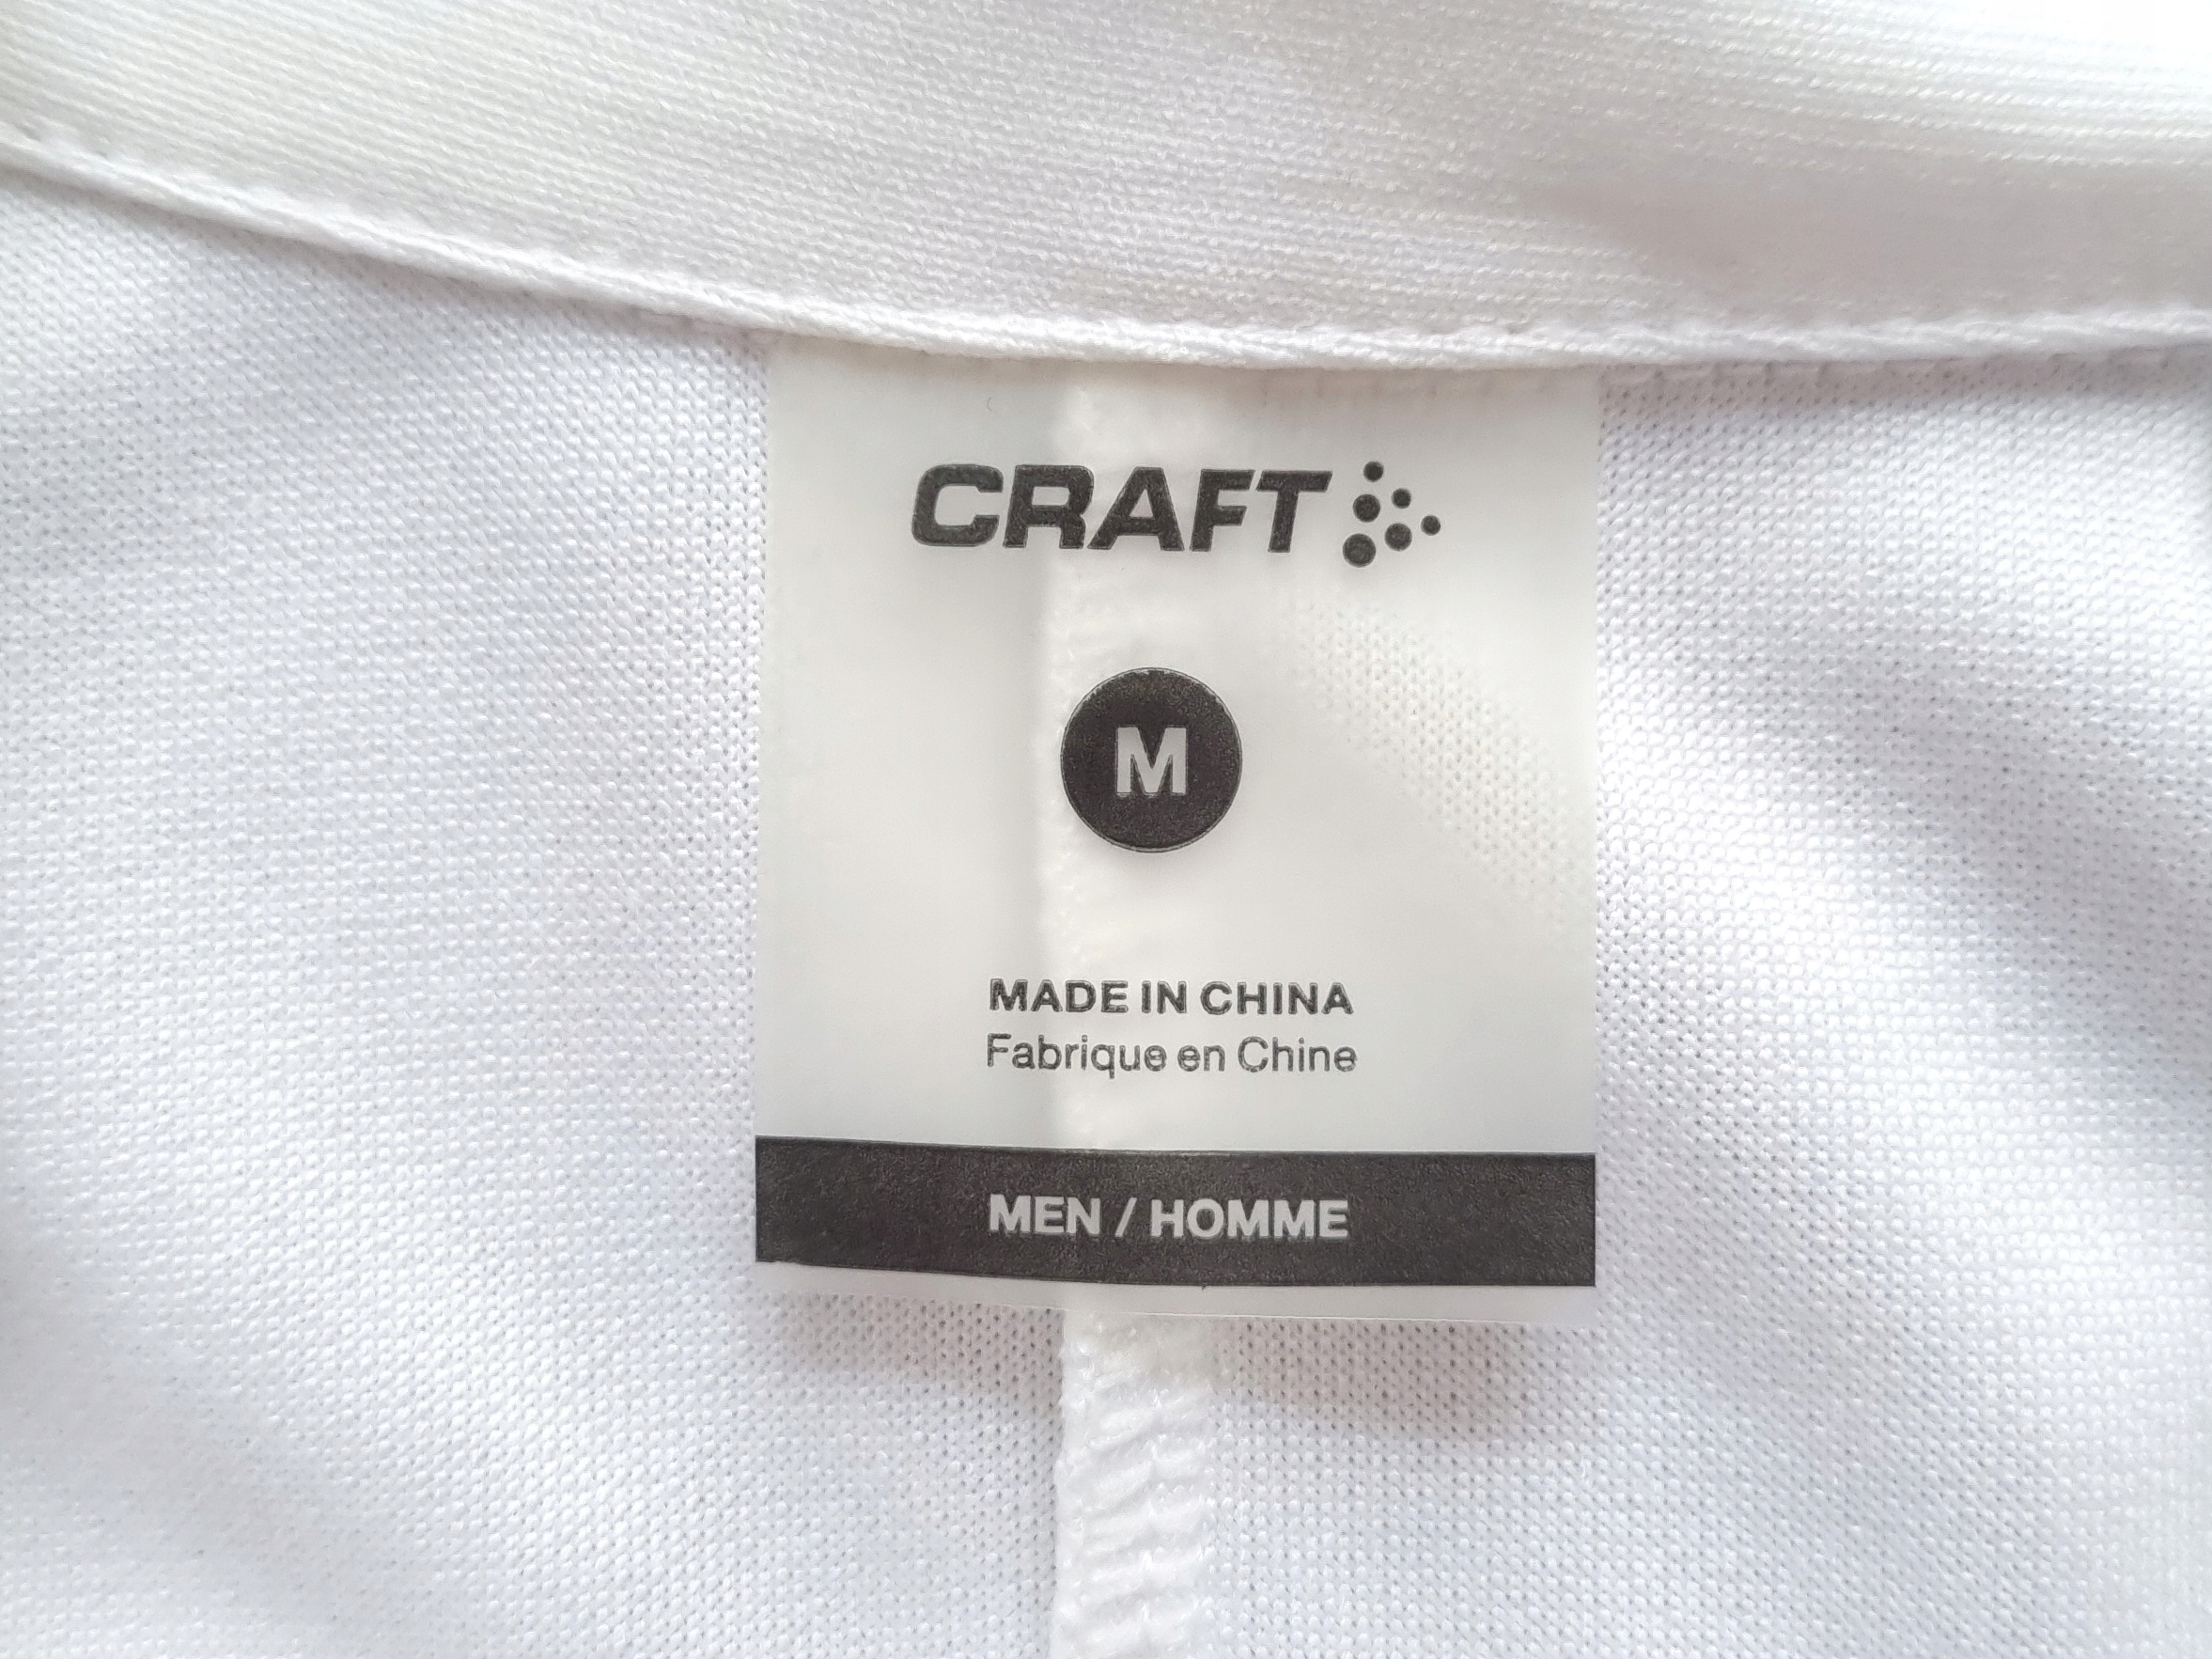 CRAFT
M
MADE IN CHINA
Fabrique en Chine
MEN / HOMME